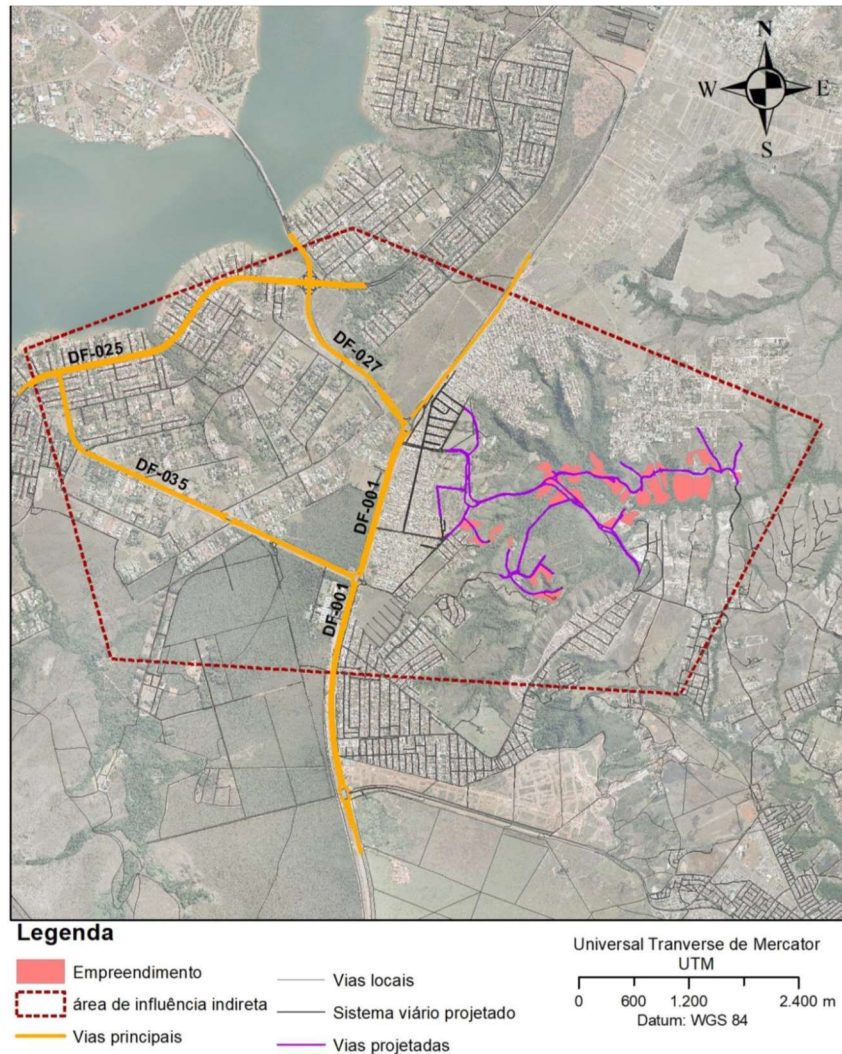 N
W E
S
DF-025
DF-027
DF-035
DF-001
DF-001
Legenda
Empreendimento
área de influência indireta
Vias principais
Vias locais
Sistema viário projetado
Vias projetadas
Universal Tranverse de Mercator
UTM
0 600 1.200 2.400 m
Datum: WGS 84